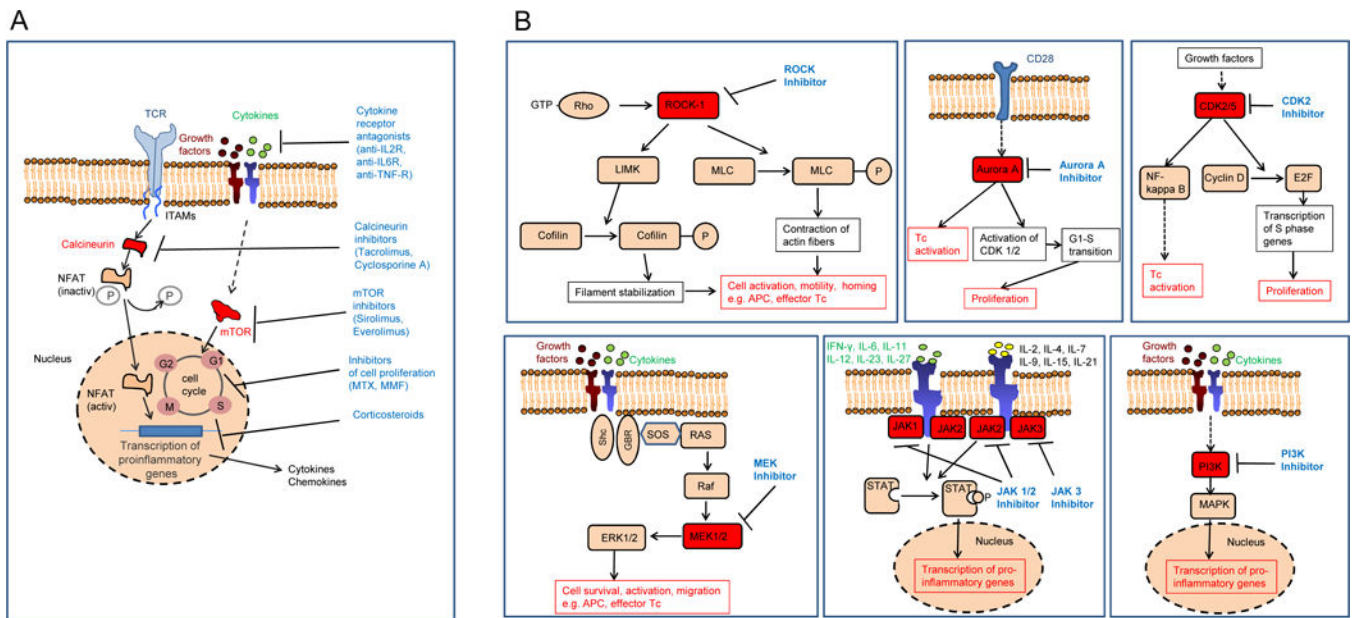 A
TCR
Cytokines
Growth
factors
Cytokine
receptor
antagonists
(anti-IL2R,
anti-IL6R,
anti-TNF-R)
ITAMs
Calcineurin
Calcineurin
inhibitors
(Tacrolimus,
Cyclosporine A)
NFAT
(inactiv)
P
P
mTOR
mTOR
inhibitors
(Sirolimus,
Everolimus)
Nucleus
G2
G1
cell
cycle
M
S
NFAT
(activ)
Inhibitors
of cell proliferation
(MTX, MMF)
Corticosteroids
Transcription of
proinflammatory
genes
Cytokines
Chemokines
B
ROCK
Inhibitor
GTP
Rho
ROCK-1
LIMK
MLC
MLC
P
Cofilin
Cofilin
P
Contraction of
actin fibers
Filament stabilization
Cell activation, motility, homing
e.g. APC, effector Tc
CD28
Aurora A
Aurora A
Inhibitor
Tc
activation
Activation of
CDK 1/2
G1-S
transition
Proliferation
Growth factors
CDK2/5
CDK2
Inhibitor
NF-
kappa B
Cyclin D
E2F
Transcription
of S phase
genes
Tc
activation
Proliferation
Growth
factors
Cytokines
Shc
GBR
SOS
RAS
Raf
MEK
Inhibitor
ERK1/2
MEK1/2
Cell survival, activation, migration
e.g. APC, effector Tc
IFN-γ, IL-6, IL-11
IL-12, IL-23, IL-27
IL-2, IL-4, IL-7
IL-9, IL-15, IL-21
JAK1
JAK2
JAK2
JAK3
STAT
STAT
P
JAK 1/2
Inhibitor
JAK 3
Inhibitor
Nucleus
Transcription of pro-
inflammatory genes
Growth
factors
Cytokines
PI3K
PI3K
Inhibitor
MAPK
Nucleus
Transcription of pro-
inflammatory genes